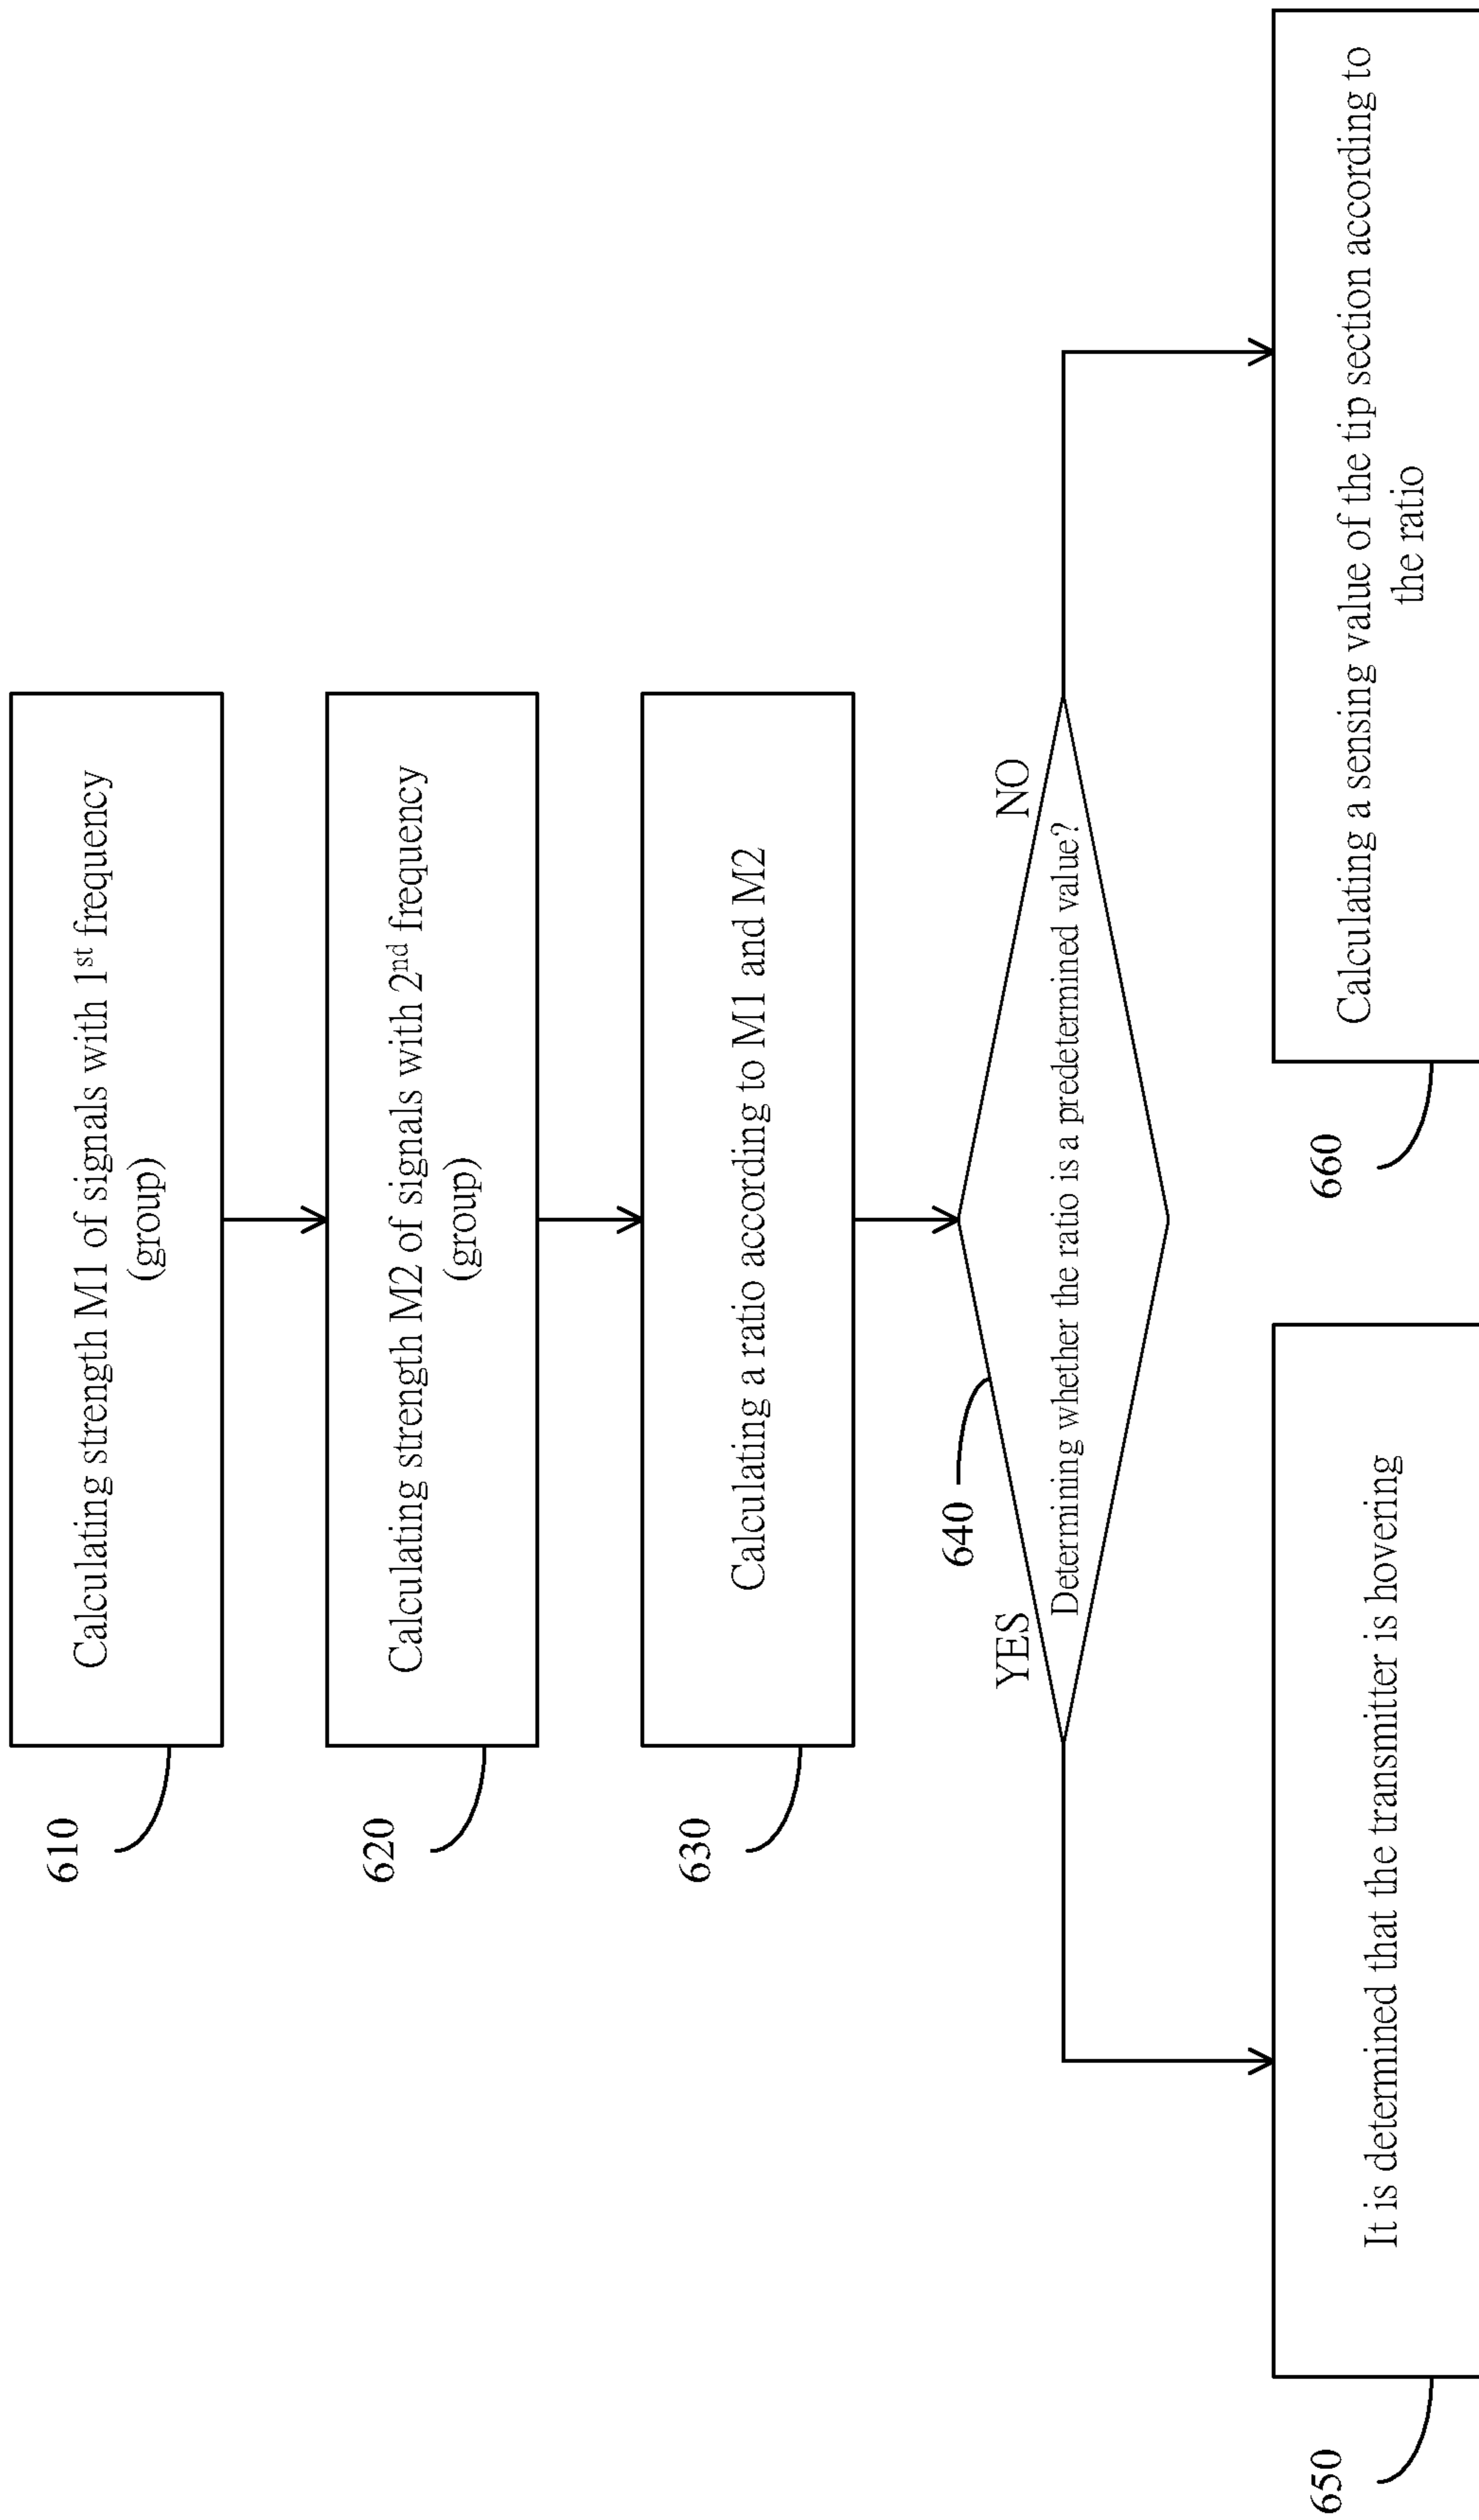 610
Calculating strength M1 of signals with 1st frequency
(group)
620
Calculating strength M2 of signals with 2nd frequency
(group)
630
Calculating a ratio according to M1 and M2
640
YES
NO
Determining whether the ratio is a predetermined value?
650
It is determined that the transmitter is hovering
660
Calculating a sensing value of the tip section according to
the ratio